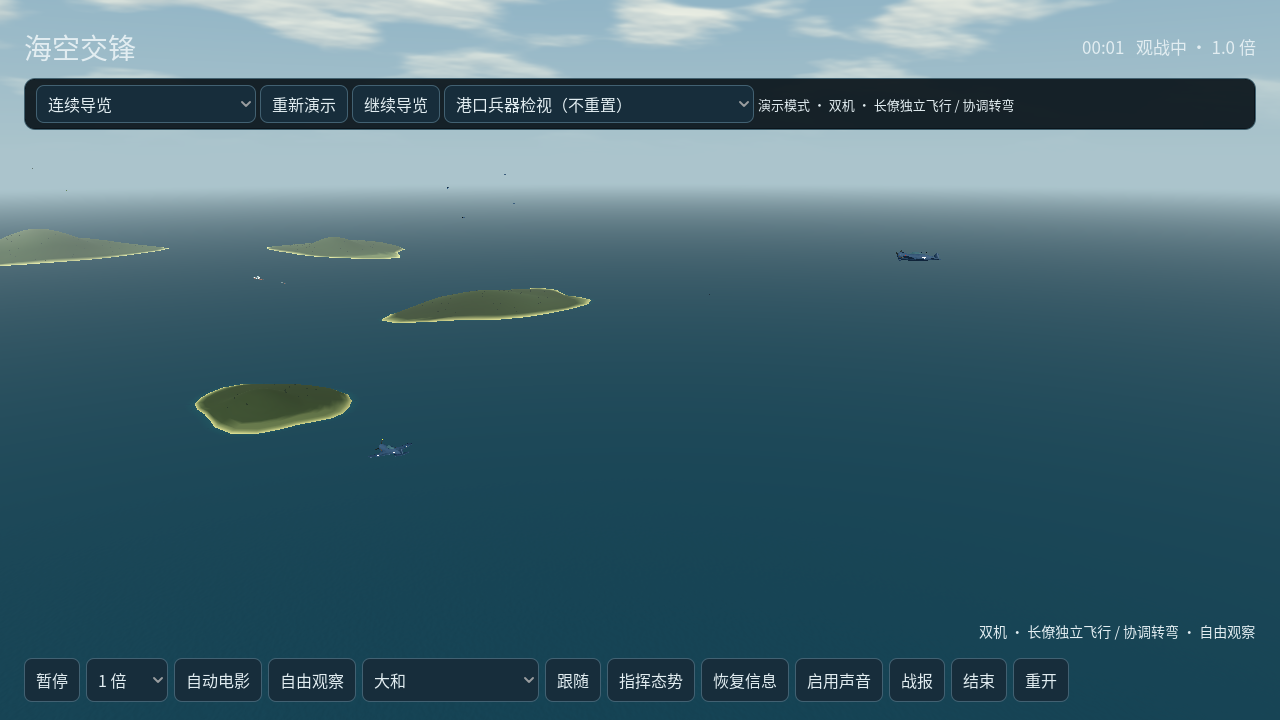 海空交锋
00:01 观战中 · 1.0 倍
连续导览 重新演示 继续导览 港口兵器检视（不重置） 演示模式 · 双机 · 长僚独立飞行 / 协调转弯
双机 · 长僚独立飞行 / 协调转弯 · 自由观察
暂停 1 倍 自动电影 自由观察 大和 跟随 指挥态势 恢复信息 启用声音 战报 结束 重开